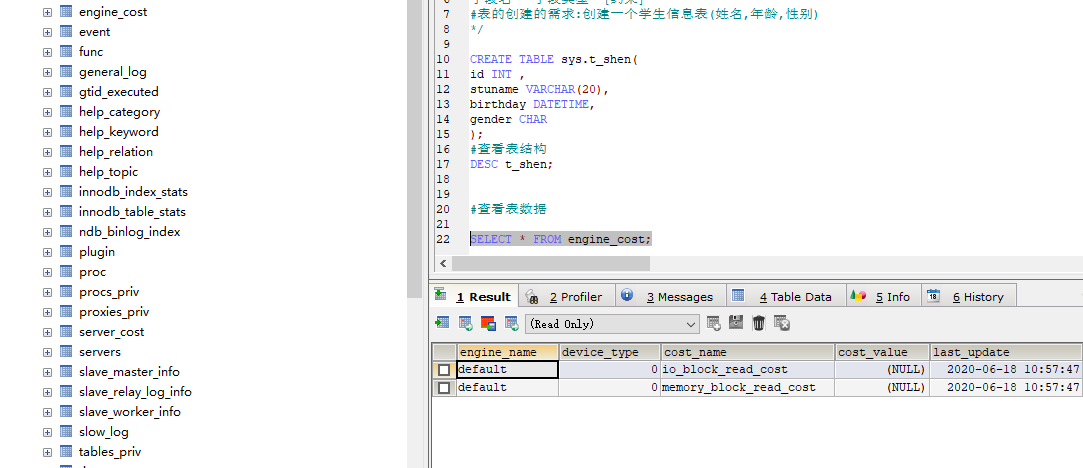 engine_cost
event
func
general_log
gtid_executed
help_category
help_keyword
help_relation
help_topic
innodb_index_stats
innodb_table_stats
ndb_binlog_index
plugin
proc
procs_priv
proxies_priv
server_cost
servers
slave_master_info
slave_relay_log_info
slave_worker_info
slow_log
tables_priv
7 #表的创建的需求:创建一个学生信息表(姓名,年龄,性别)
8 */
9
10 CREATE TABLE sys.t_shen(
11 id INT ,
12 stuname VARCHAR(20),
13 birthday DATETIME,
14 gender CHAR
15 );
16 #查看表结构
17 DESC t_shen;
18
19
20 #查看表数据
21
22 SELECT * FROM engine_cost;
1 Result 2 Profiler 3 Messages 4 Table Data 5 Info 6 History
(Read Only)
engine_name device_type cost_name cost_value last_update
default 0 io_block_read_cost (NULL) 2020-06-18 10:57:47
default 0 memory_block_read_cost (NULL) 2020-06-18 10:57:47